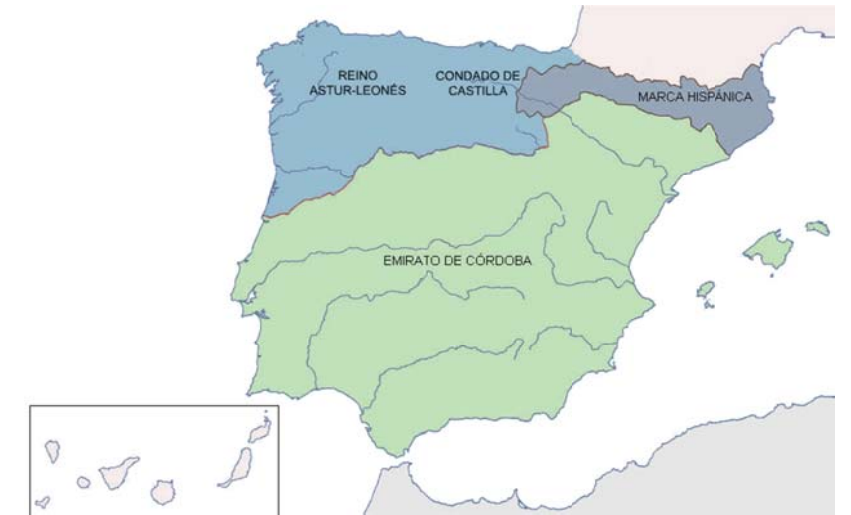 REINO
ASTUR-LEONÉS
CONDADO DE
CASTILLA
MARCA HISPÁNICA
EMIRATO DE CÓRDOBA